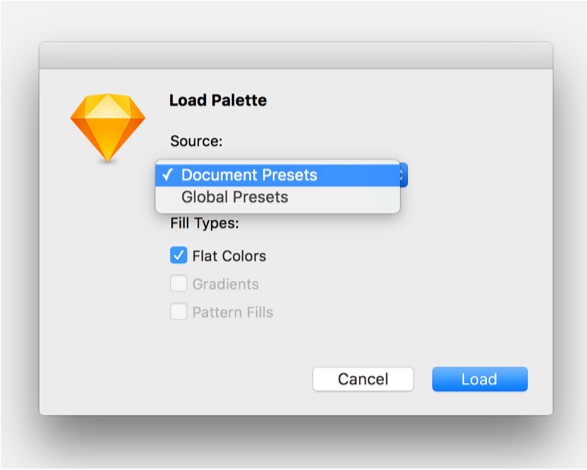 Load Palette
Source:
✓ Document Presets
Global Presets
Fill Types:
Flat Colors
Gradients
Pattern Fills
Cancel
Load